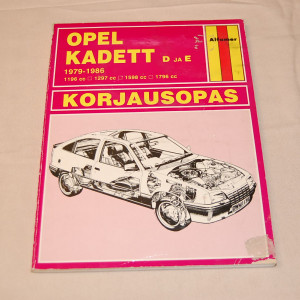 OPEL
KADETT D JA E
1979-1986
1196 cc □ 1297 cc □ 1598 cc □ 1796 cc
Alfamer
KORJAUSOPAS